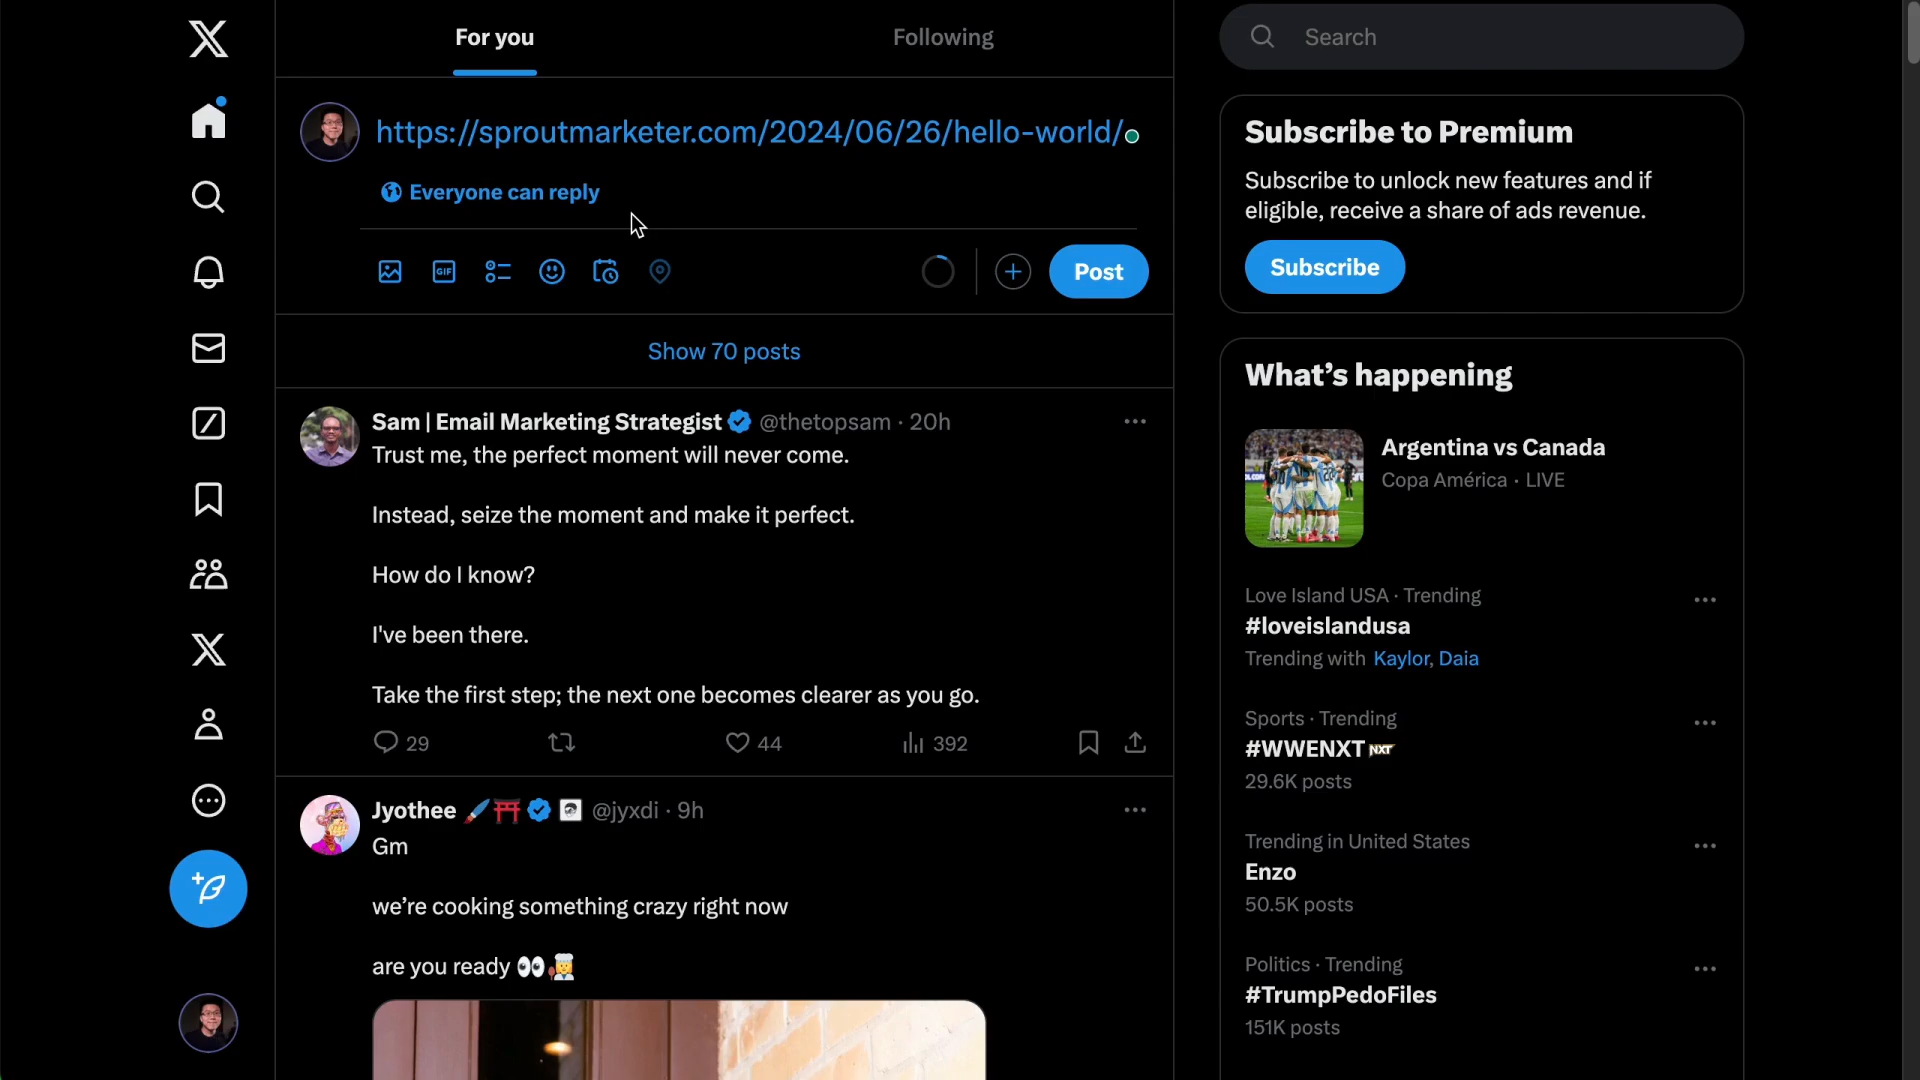 For you
Following
Search
https://sproutmarketer.com/2024/06/26/hello-world/
Everyone can reply
GIF
Post
Show 70 posts
Sam | Email Marketing Strategist @thetopsam · 20h
Trust me, the perfect moment will never come.
Instead, seize the moment and make it perfect.
How do I know?
I've been there.
Take the first step; the next one becomes clearer as you go.
29
44
392
Jyothee 🖌️⛩️ @jyxdi · 9h
Gm
we’re cooking something crazy right now
are you ready 👀👩‍🍳
Subscribe to Premium
Subscribe to unlock new features and if
eligible, receive a share of ads revenue.
Subscribe
What’s happening
Argentina vs Canada
Copa América · LIVE
Love Island USA · Trending
#loveislandusa
Trending with Kaylor, Daia
Sports · Trending
#WWENXT NXT
29.6K posts
Trending in United States
Enzo
50.5K posts
Politics · Trending
#TrumpPedoFiles
151K posts